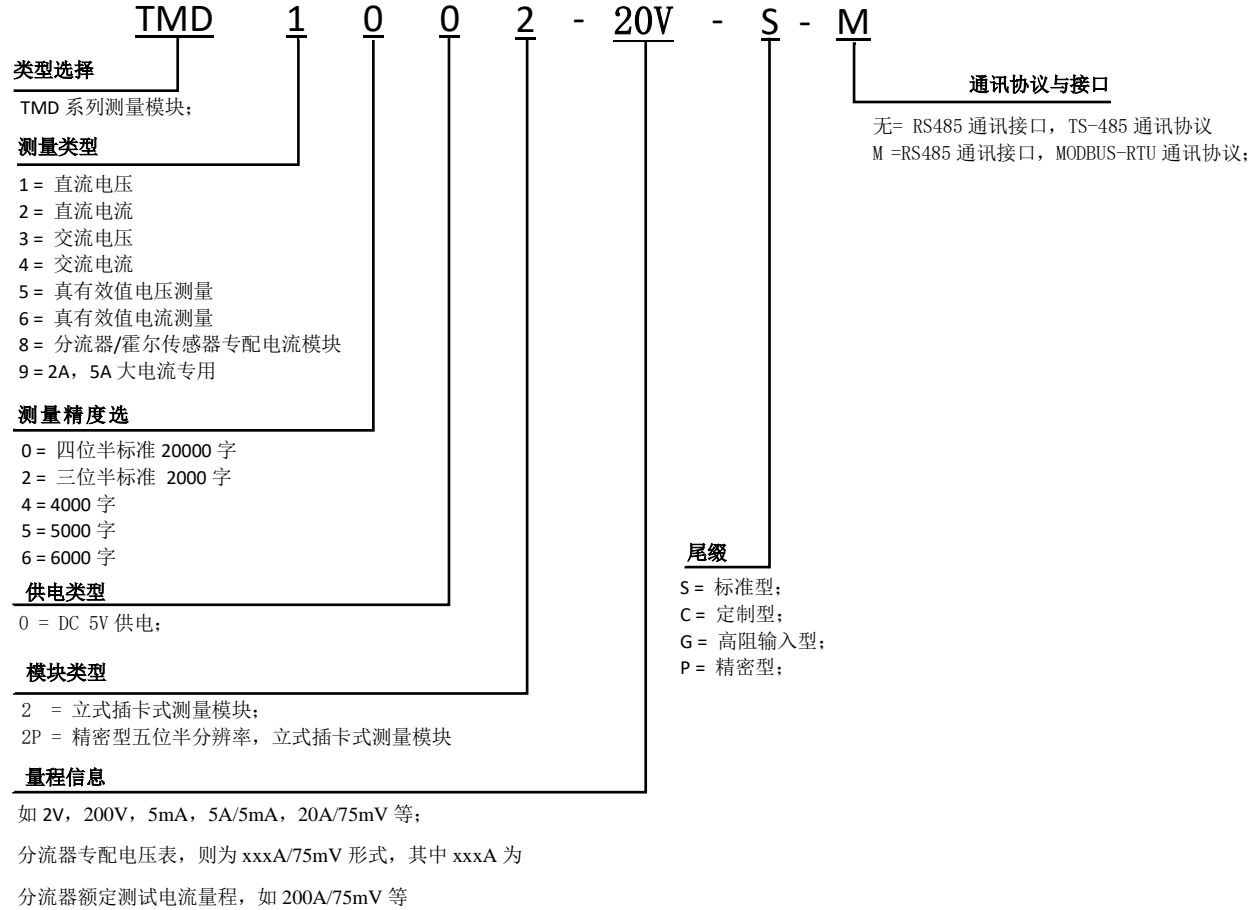 TMD 1 0 0 2 - 20V - S - M
类型选择
TMD 系列测量模块；
通讯协议与接口
无= RS485 通讯接口，TS-485 通讯协议
M =RS485 通讯接口，MODBUS-RTU 通讯协议；
测量类型
1 = 直流电压
2 = 直流电流
3 = 交流电压
4 = 交流电流
5 = 真有效值电压测量
6 = 真有效值电流测量
8 = 分流器/霍尔传感器专配电流模块
9 = 2A，5A 大电流专用
测量精度选
0 = 四位半标准 20000 字
2 = 三位半标准 2000 字
4 = 4000 字
5 = 5000 字
6 = 6000 字
供电类型
0 = DC 5V 供电；
尾缀
S = 标准型；
C = 定制型；
G = 高阻输入型；
P = 精密型；
模块类型
2 = 立式插卡式测量模块；
2P = 精密型五位半分辨率，立式插卡式测量模块
量程信息
如 2V，200V，5mA，5A/5mA，20A/75mV 等；
分流器专配电压表，则为 xxxA/75mV 形式，其中 xxxA 为
分流器额定测试电流量程，如 200A/75mV 等